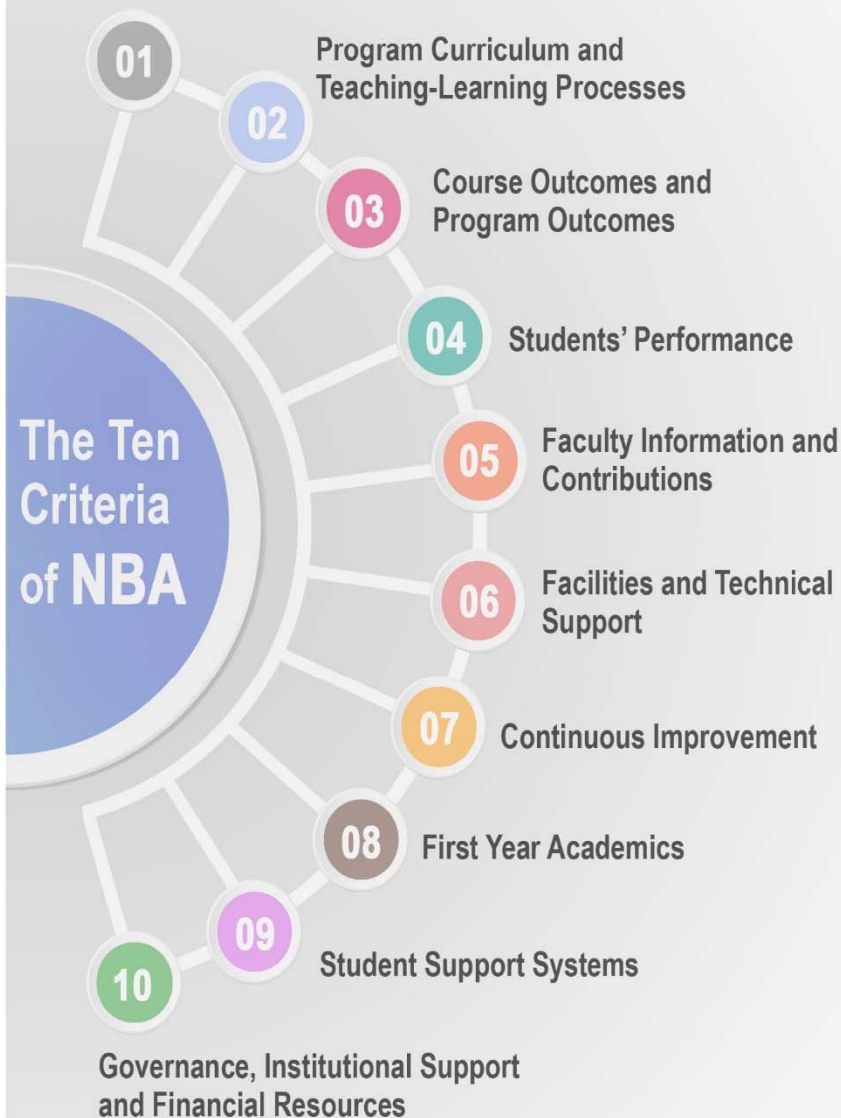 01
02
Program Curriculum and
Teaching-Learning Processes
03
Course Outcomes and
Program Outcomes
04
Students’ Performance
The Ten
Criteria
of NBA
05
Faculty Information and
Contributions
06
Facilities and Technical
Support
07
Continuous Improvement
08
First Year Academics
09
Student Support Systems
10
Governance, Institutional Support
and Financial Resources